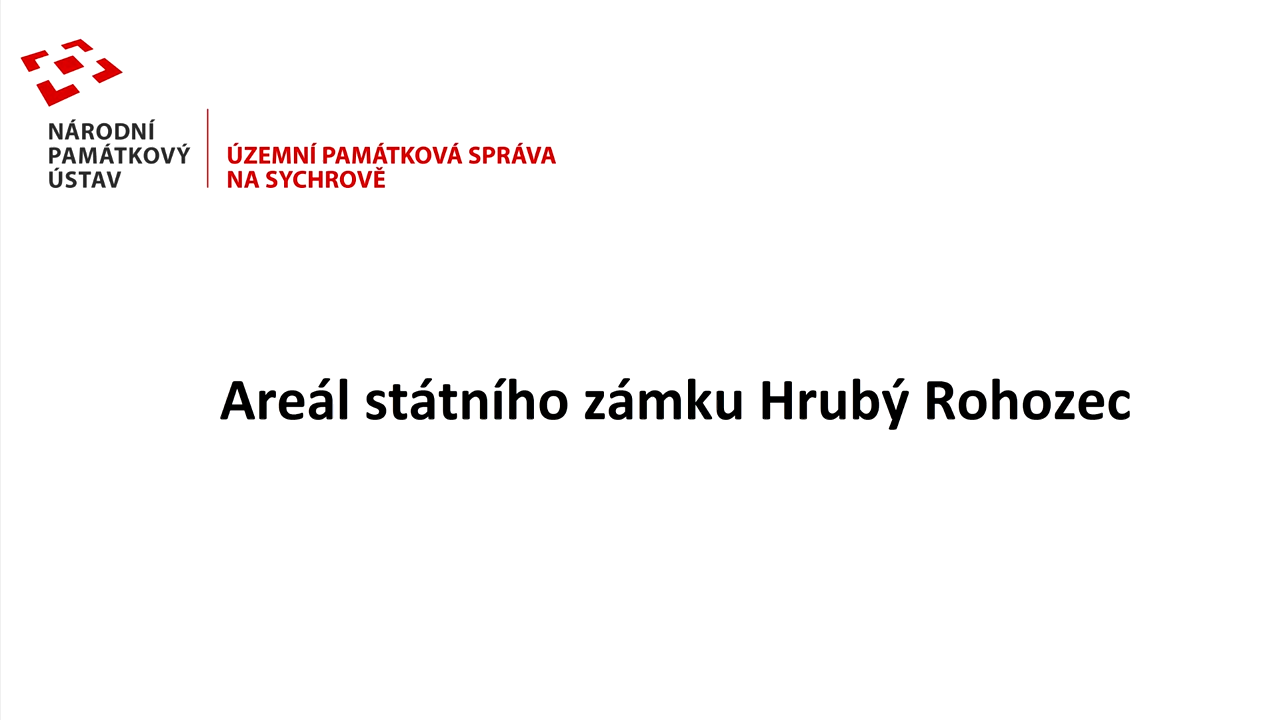 NÁRODNÍ
PAMÁTKOVÝ
ÚSTAV
ÚZEMNÍ PAMÁTKOVÁ SPRÁVA
NA SYCHROVĚ
Areál státního zámku Hrubý Rohozec